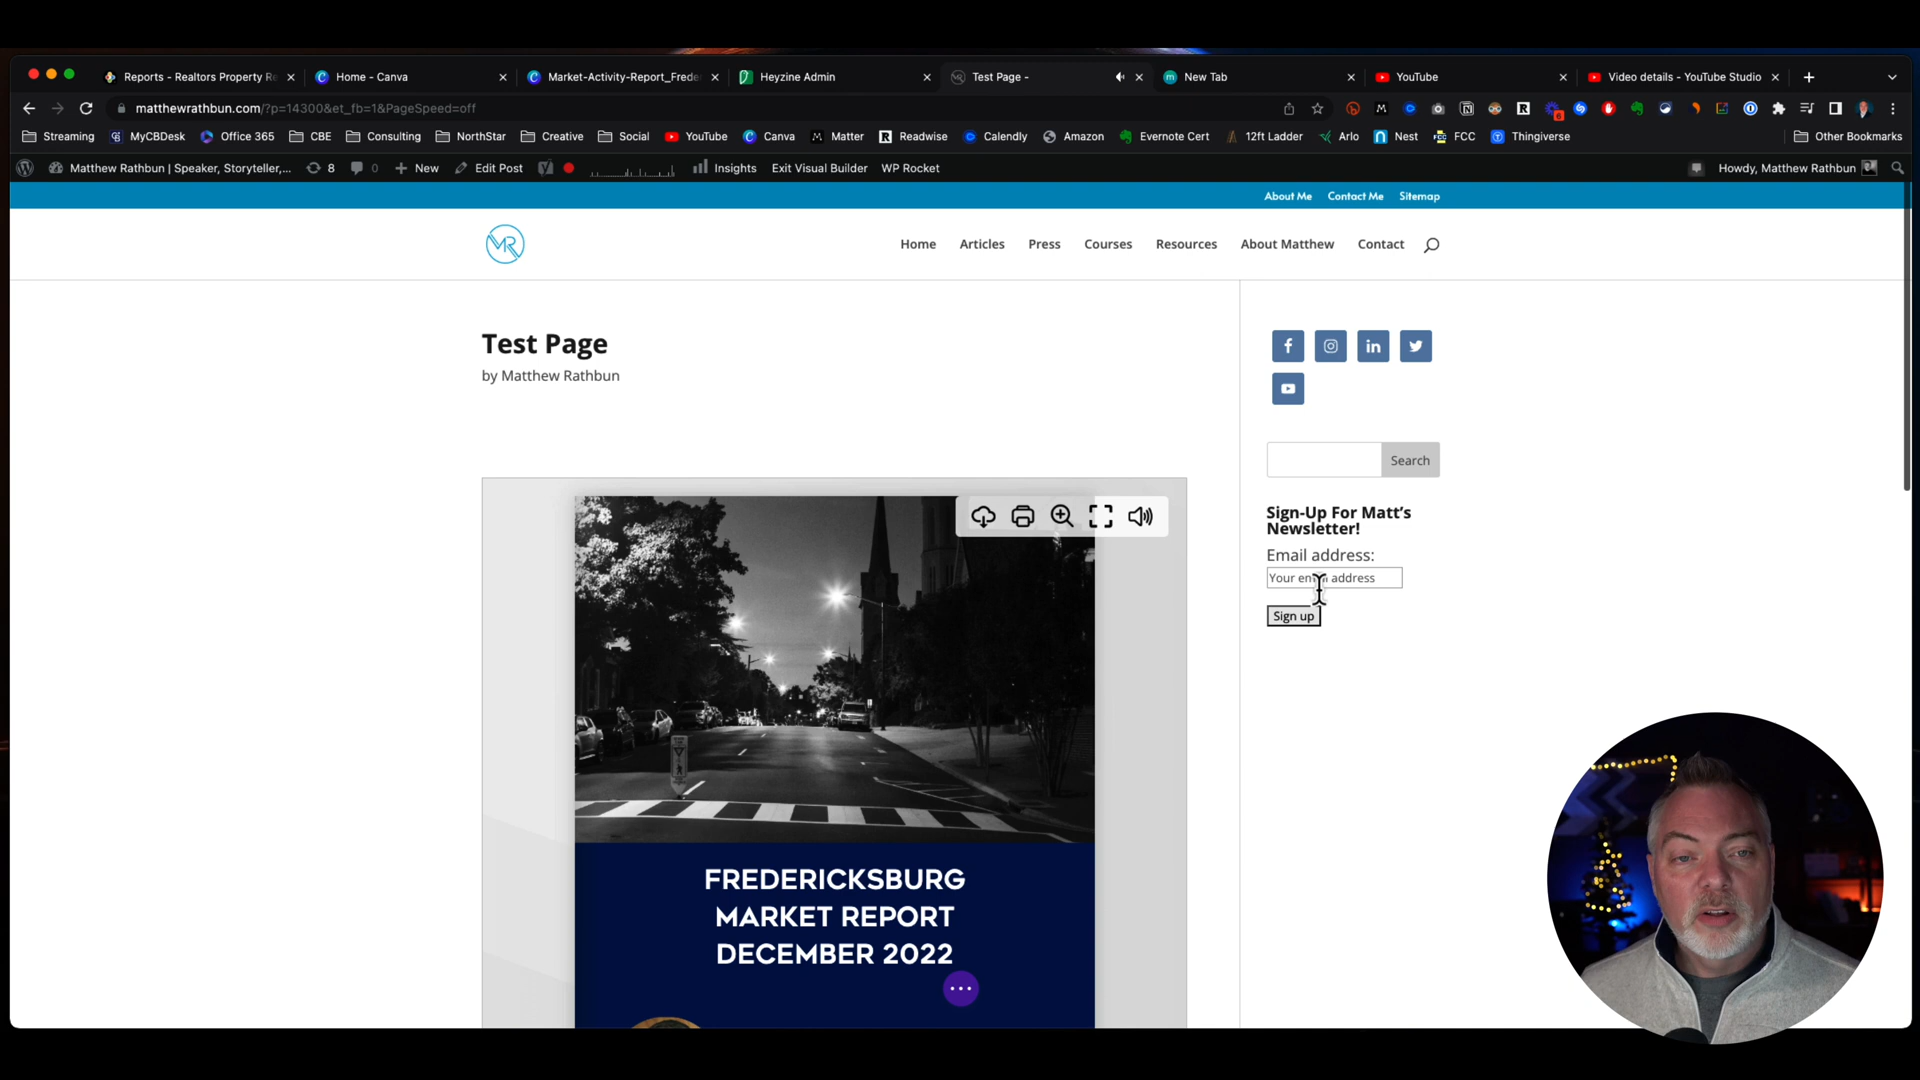 Reports - Realtors Property Re
Home - Canva
Market-Activity-Report_Frede
Heyzine Admin
Test Page -
New Tab
YouTube
Video details - YouTube Studio
matthewrathbun.com/?p=14300&et_fb=1&PageSpeed=off
Streaming
MyCBDesk
Office 365
CBE
Consulting
NorthStar
Creative
Social
YouTube
Canva
Matter
Readwise
Calendly
Amazon
Evernote Cert
12ft Ladder
Arlo
Nest
FCC
Thingiverse
Other Bookmarks
Matthew Rathbun | Speaker, Storyteller,...
8
0
New
Edit Post
Insights
Exit Visual Builder
WP Rocket
Howdy, Matthew Rathbun
About Me
Contact Me
Sitemap
MR
Home
Articles
Press
Courses
Resources
About Matthew
Contact
Test Page
by Matthew Rathbun
Search
Sign-Up For Matt's
Newsletter!
Email address:
Your email address
Sign up
FREDERICKSBURG
MARKET REPORT
DECEMBER 2022